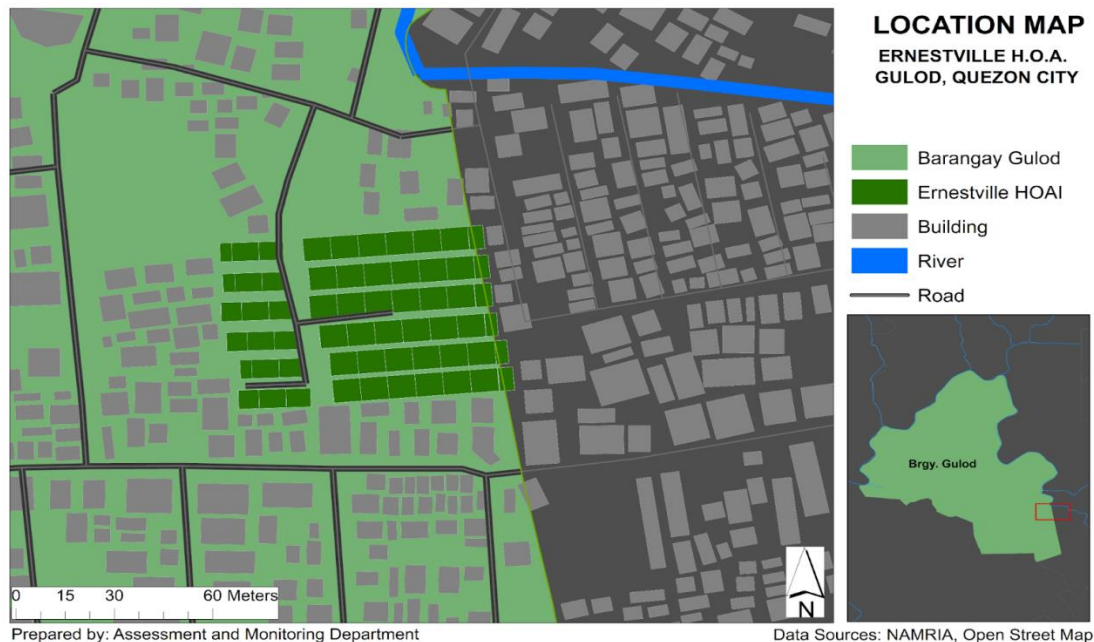 LOCATION MAP
ERNESTVILLE H.O.A.
GULOD, QUEZON CITY
Barangay Gulod
Ernestville HOAI
Building
River
Road
Brgy. Gulod
0 15 30 60 Meters
N
Prepared by: Assessment and Monitoring Department
Data Sources: NAMRIA, Open Street Map